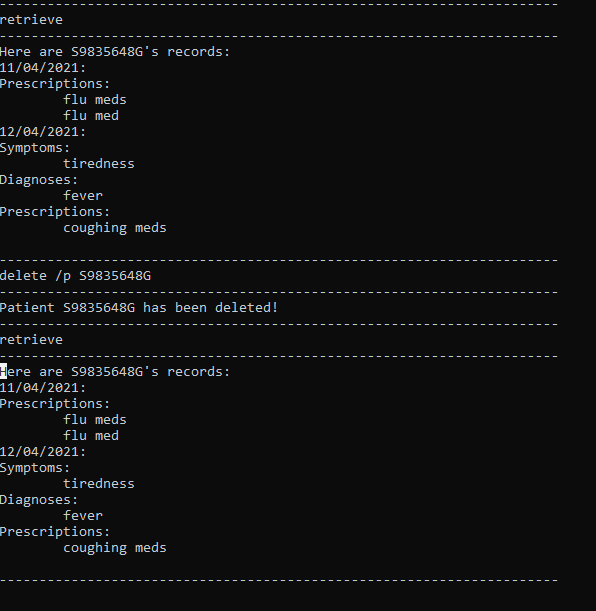 ----------------------------------------------------------------------
retrieve
----------------------------------------------------------------------
Here are S9835648G's records:
11/04/2021:
Prescriptions:
        flu meds
        flu med
12/04/2021:
Symptoms:
        tiredness
Diagnoses:
        fever
Prescriptions:
        coughing meds

----------------------------------------------------------------------
delete /p S9835648G
----------------------------------------------------------------------
Patient S9835648G has been deleted!
----------------------------------------------------------------------
retrieve
----------------------------------------------------------------------
Here are S9835648G's records:
11/04/2021:
Prescriptions:
        flu meds
        flu med
12/04/2021:
Symptoms:
        tiredness
Diagnoses:
        fever
Prescriptions:
        coughing meds

----------------------------------------------------------------------